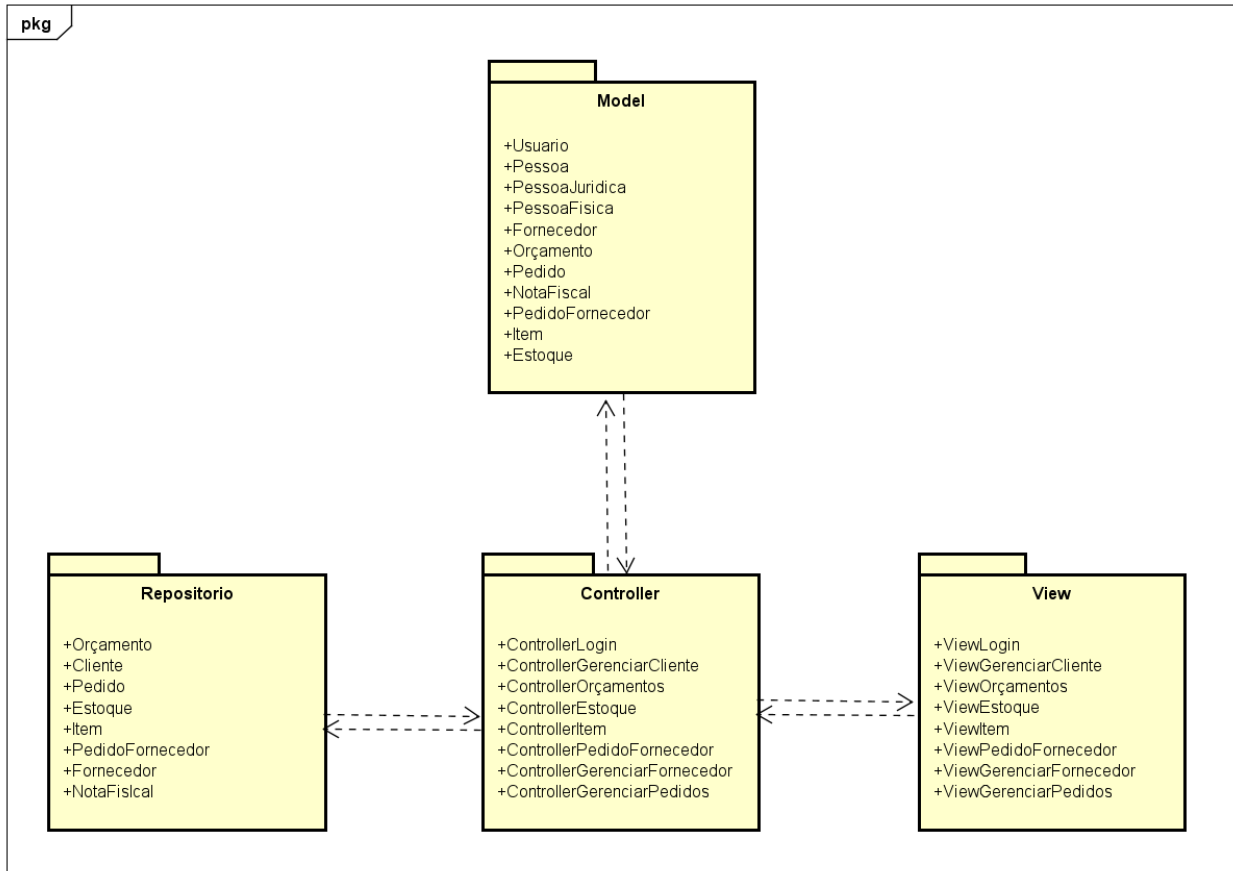 pkg
Model
+Usuario
+Pessoa
+PessoaJuridica
+PessoaFisica
+Fornecedor
+Orçamento
+Pedido
+NotaFiscal
+PedidoFornecedor
+Item
+Estoque
Repositorio
+Orçamento
+Cliente
+Pedido
+Estoque
+Item
+PedidoFornecedor
+Fornecedor
+NotaFislcal
Controller
+ControllerLogin
+ControllerGerenciarCliente
+ControllerOrçamentos
+ControllerEstoque
+ControllerItem
+ControllerPedidoFornecedor
+ControllerGerenciarFornecedor
+ControllerGerenciarPedidos
View
+ViewLogin
+ViewGerenciarCliente
+ViewOrçamentos
+ViewEstoque
+ViewItem
+ViewPedidoFornecedor
+ViewGerenciarFornecedor
+ViewGerenciarPedidos